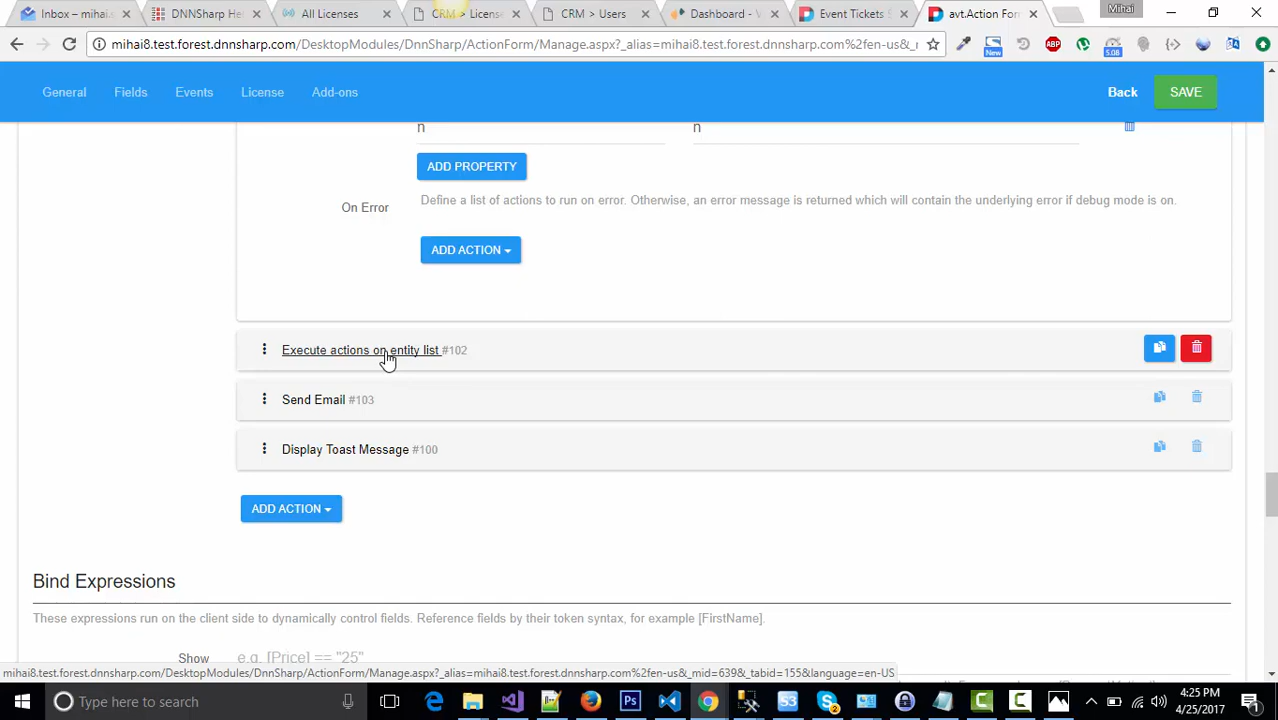 Inbox – mihai.
DNNSharp He
All Licenses
CRM > License
CRM > Users
Dashboard - V
Event Tickets S
avt.Action For
Mihai
mihai8.test.forest.dnnsharp.com/DesktopModules/DnnSharp/ActionForm/Manage.aspx?_alias=mihai8.test.forest.dnnsharp.com%2fen-us&_
New
ABP
5.08
General Fields Events License Add-ons Back SAVE
n n
ADD PROPERTY
On Error
Define a list of actions to run on error. Otherwise, an error message is returned which will contain the underlying error if debug mode is on.
ADD ACTION
Execute actions on entity list #102
Send Email #103
Display Toast Message #100
ADD ACTION
Bind Expressions
These expressions run on the client side to dynamically control fields. Reference fields by their token syntax, for example [FirstName].
Show e.g. [Price] == "25"
mihai8.test.forest.dnnsharp.com/DesktopModules/DnnSharp/ActionForm/Manage.aspx?_alias=mihai8.test.forest.dnnsharp.com%2fen-us&_mid=639&_tabid=155&language=en-US
Type here to search
4:25 PM
4/25/2017